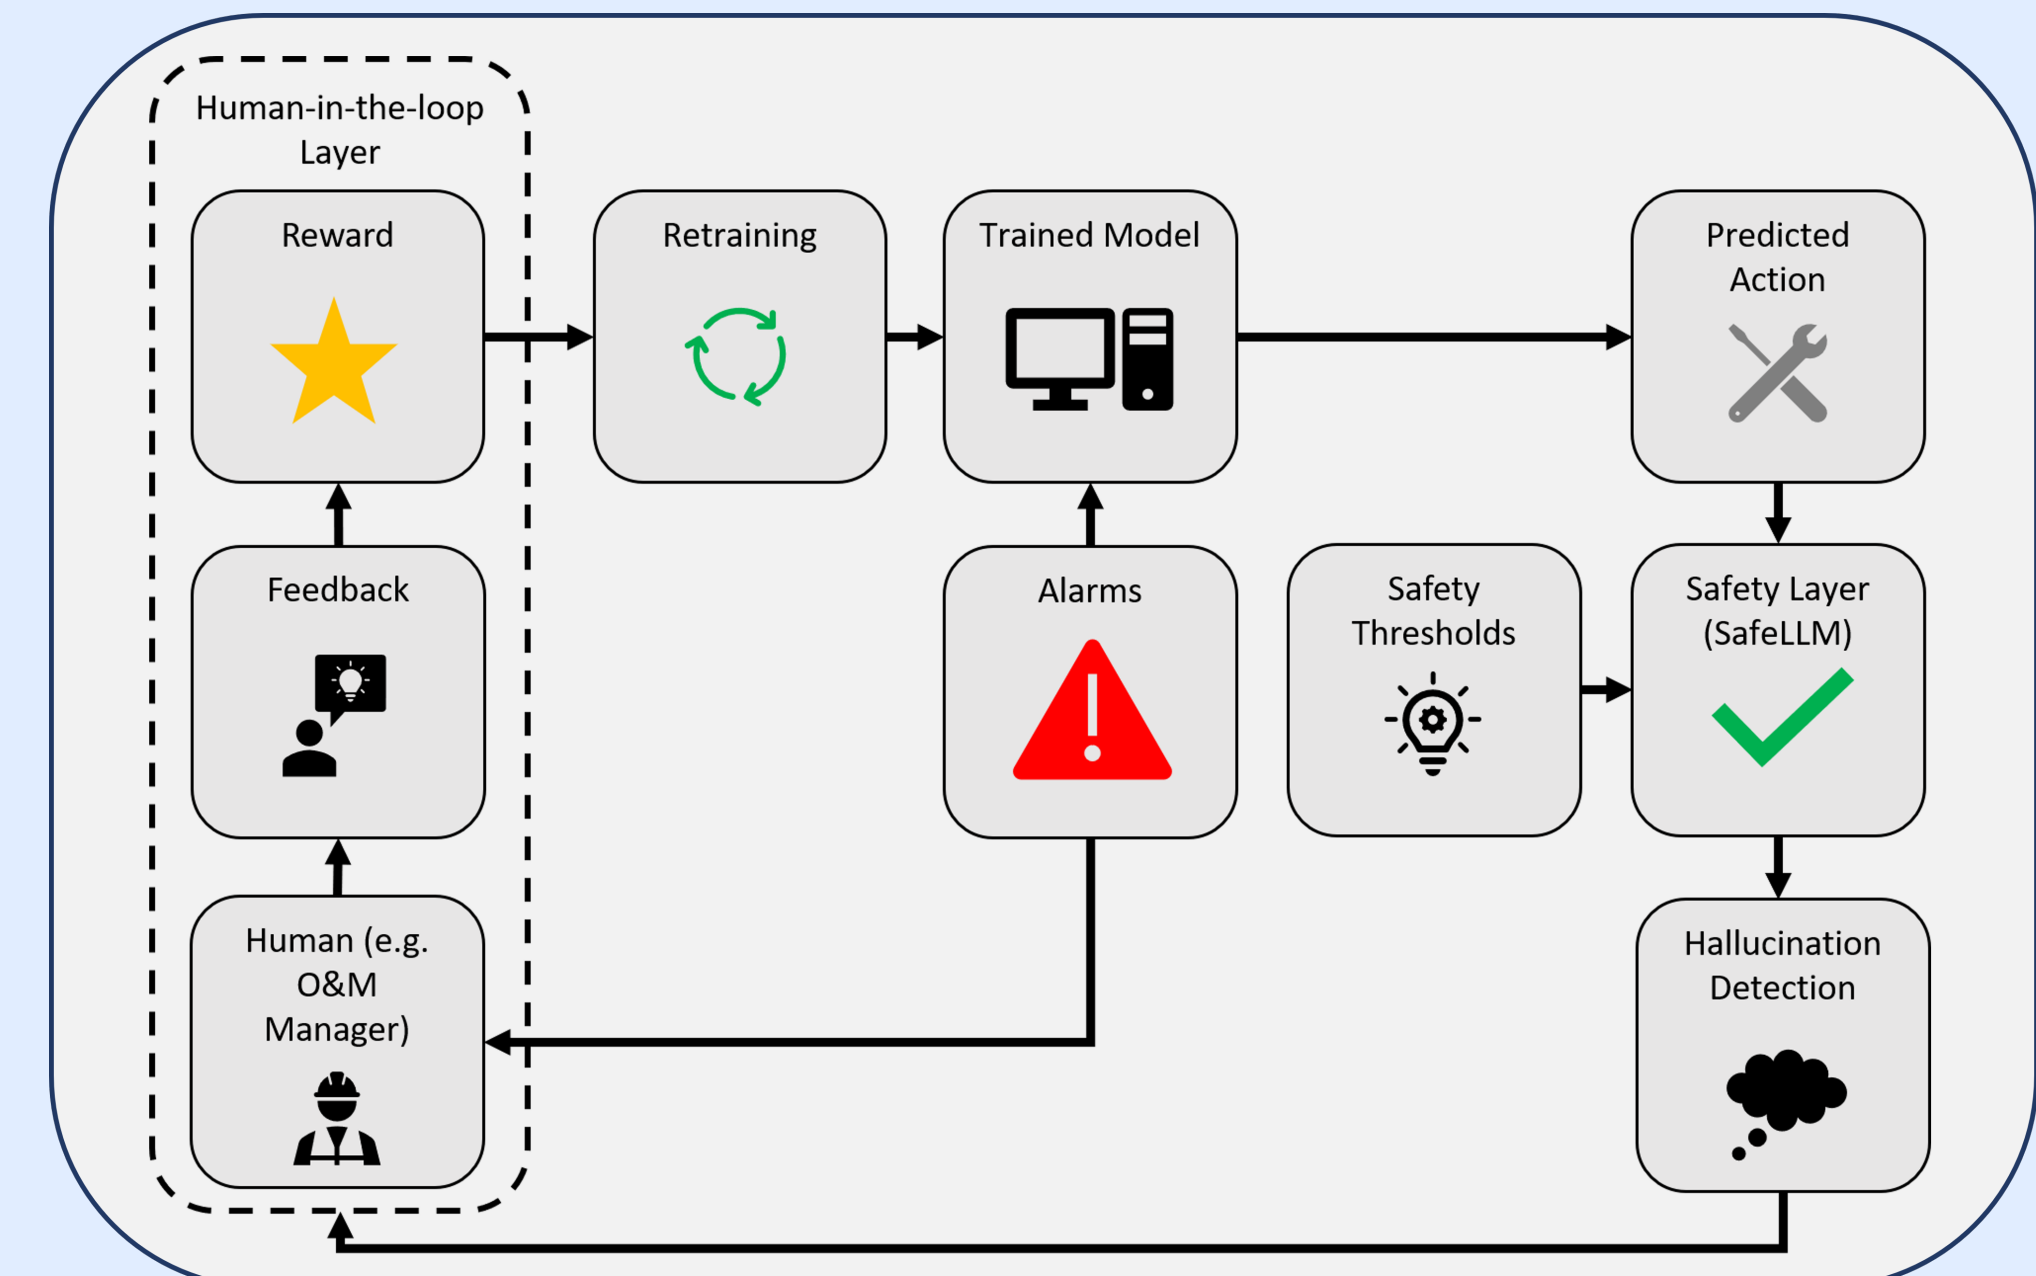 Human-in-the-loop
Layer
Reward
Retraining
Trained Model
Predicted
Action
Feedback
Alarms
Safety
Thresholds
Safety Layer
(SafeLLM)
Human (e.g.
O&M
Manager)
Hallucination
Detection